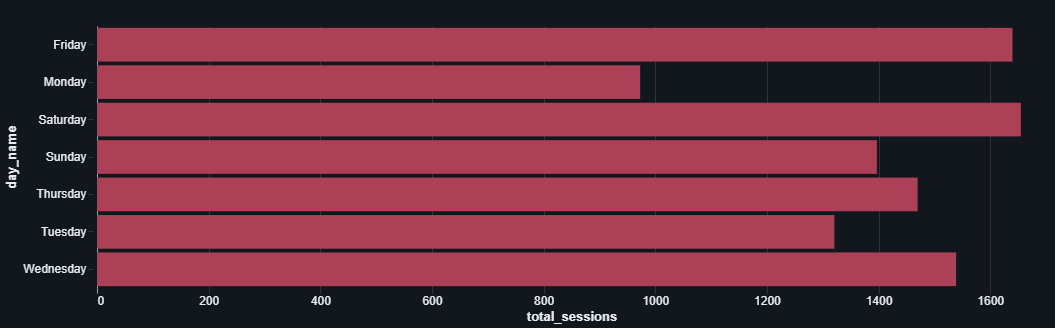 day_name
Friday
Monday
Saturday
Sunday
Thursday
Tuesday
Wednesday
0 200 400 600 800 1000 1200 1400 1600
total_sessions